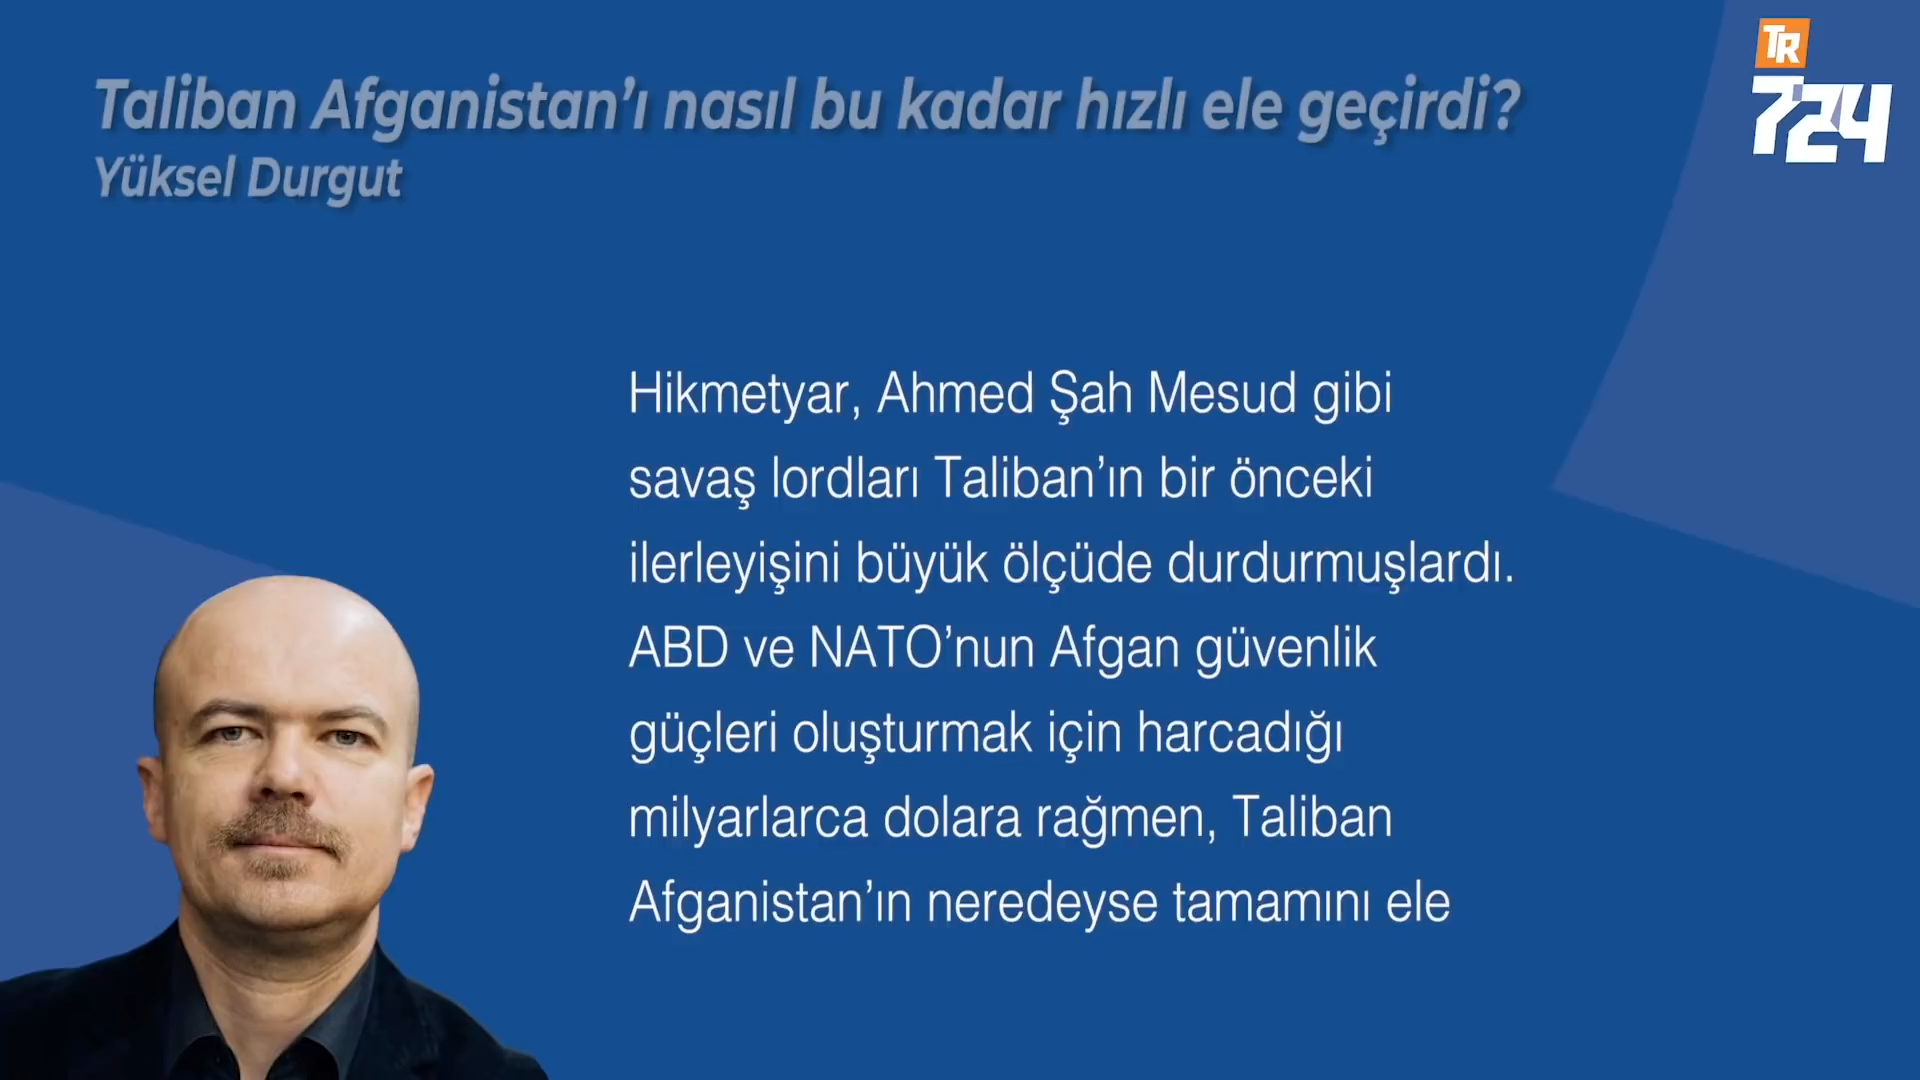 Taliban Afganistan’ı nasıl bu kadar hızlı ele geçirdi?
Yüksel Durgut
TR
724
Hikmetyar, Ahmed Şah Mesud gibi
savaş lordları Taliban’ın bir önceki
ilerleyişini büyük ölçüde durdurmuşlardı.
ABD ve NATO’nun Afgan güvenlik
güçleri oluşturmak için harcadığı
milyarlarca dolara rağmen, Taliban
Afganistan’ın neredeyse tamamını ele